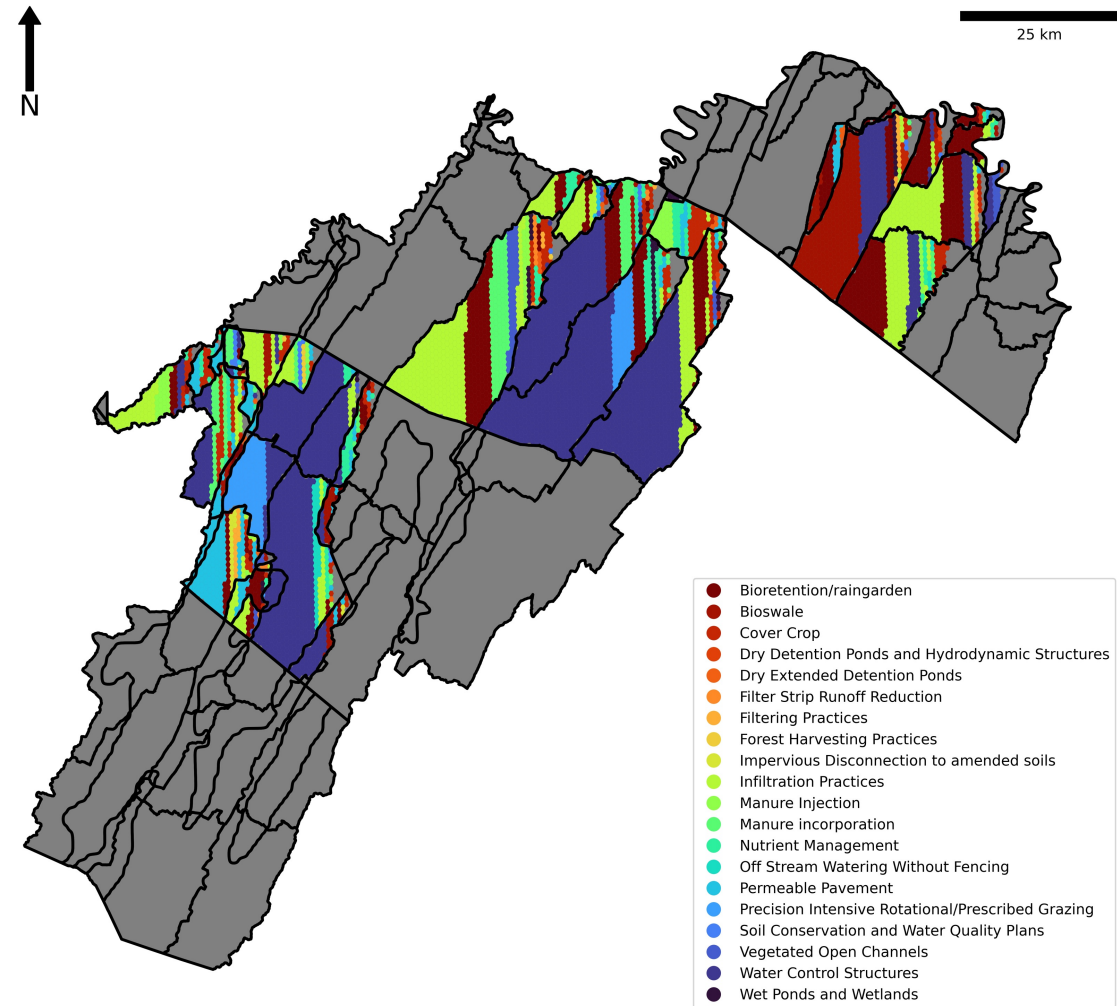 25 km
N
Bioretention/raingarden
Bioswale
Cover Crop
Dry Detention Ponds and Hydrodynamic Structures
Dry Extended Detention Ponds
Filter Strip Runoff Reduction
Filtering Practices
Forest Harvesting Practices
Impervious Disconnection to amended soils
Infiltration Practices
Manure Injection
Manure incorporation
Nutrient Management
Off Stream Watering Without Fencing
Permeable Pavement
Precision Intensive Rotational/Prescribed Grazing
Soil Conservation and Water Quality Plans
Vegetated Open Channels
Water Control Structures
Wet Ponds and Wetlands